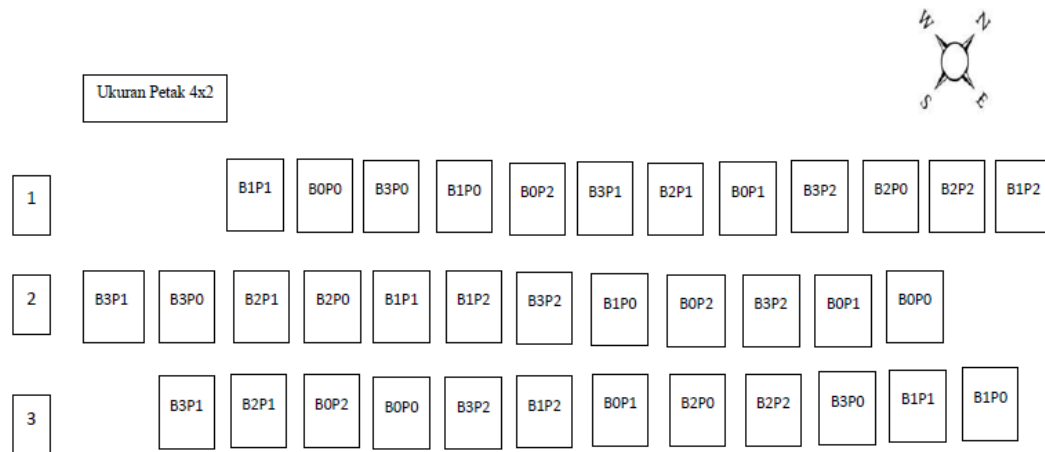 W N
S E
Ukuran Petak 4x2
1 B1P1 B0P0 B3P0 B1P0 B0P2 B3P1 B2P1 B0P1 B3P2 B2P0 B2P2 B1P2
2 B3P1 B3P0 B2P1 B2P0 B1P1 B1P2 B3P2 B1P0 B0P2 B3P2 B0P1 B0P0
3 B3P1 B2P1 B0P2 B0P0 B3P2 B1P2 B0P1 B2P0 B2P2 B3P0 B1P1 B1P0